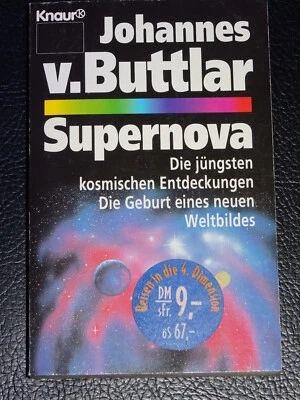 Knaur®
Johannes
v.Buttlar
Supernova
Die jüngsten
kosmischen Entdeckungen
Die Geburt eines neuen
Weltbildes
Reisen in die 4. Dimension
DM
sFr. 9,-
öS 67,-